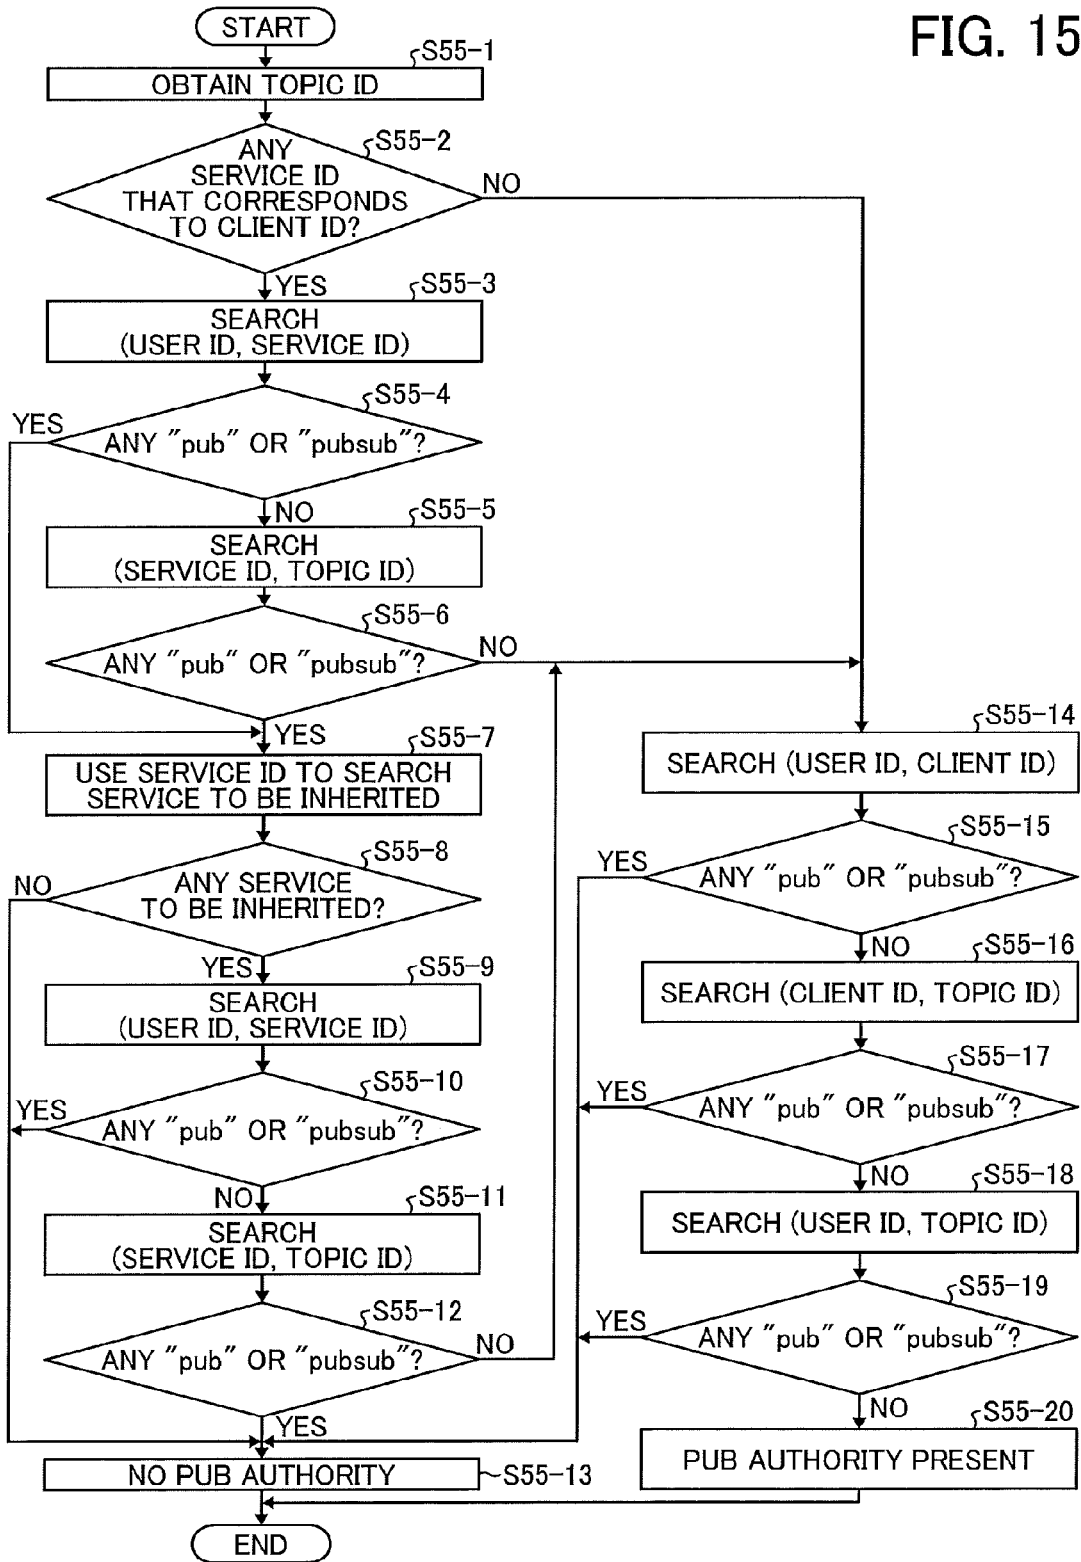 FIG. 15
START
S55-1
OBTAIN TOPIC ID
S55-2
ANY
SERVICE ID
THAT CORRESPONDS
TO CLIENT ID?
NO
YES
S55-3
SEARCH
(USER ID, SERVICE ID)
S55-4
YES
ANY "pub" OR "pubsub"?
NO
S55-5
SEARCH
(SERVICE ID, TOPIC ID)
S55-6
ANY "pub" OR "pubsub"?
NO
YES
S55-7
USE SERVICE ID TO SEARCH
SERVICE TO BE INHERITED
S55-8
NO
ANY SERVICE
TO BE INHERITED?
YES
S55-9
SEARCH
(USER ID, SERVICE ID)
S55-10
YES
ANY "pub" OR "pubsub"?
NO
S55-11
SEARCH
(SERVICE ID, TOPIC ID)
S55-12
ANY "pub" OR "pubsub"?
NO
YES
NO PUB AUTHORITY
S55-13
END
S55-14
SEARCH (USER ID, CLIENT ID)
S55-15
YES
ANY "pub" OR "pubsub"?
NO
S55-16
SEARCH (CLIENT ID, TOPIC ID)
S55-17
YES
ANY "pub" OR "pubsub"?
NO
S55-18
SEARCH (USER ID, TOPIC ID)
S55-19
YES
ANY "pub" OR "pubsub"?
NO
S55-20
PUB AUTHORITY PRESENT